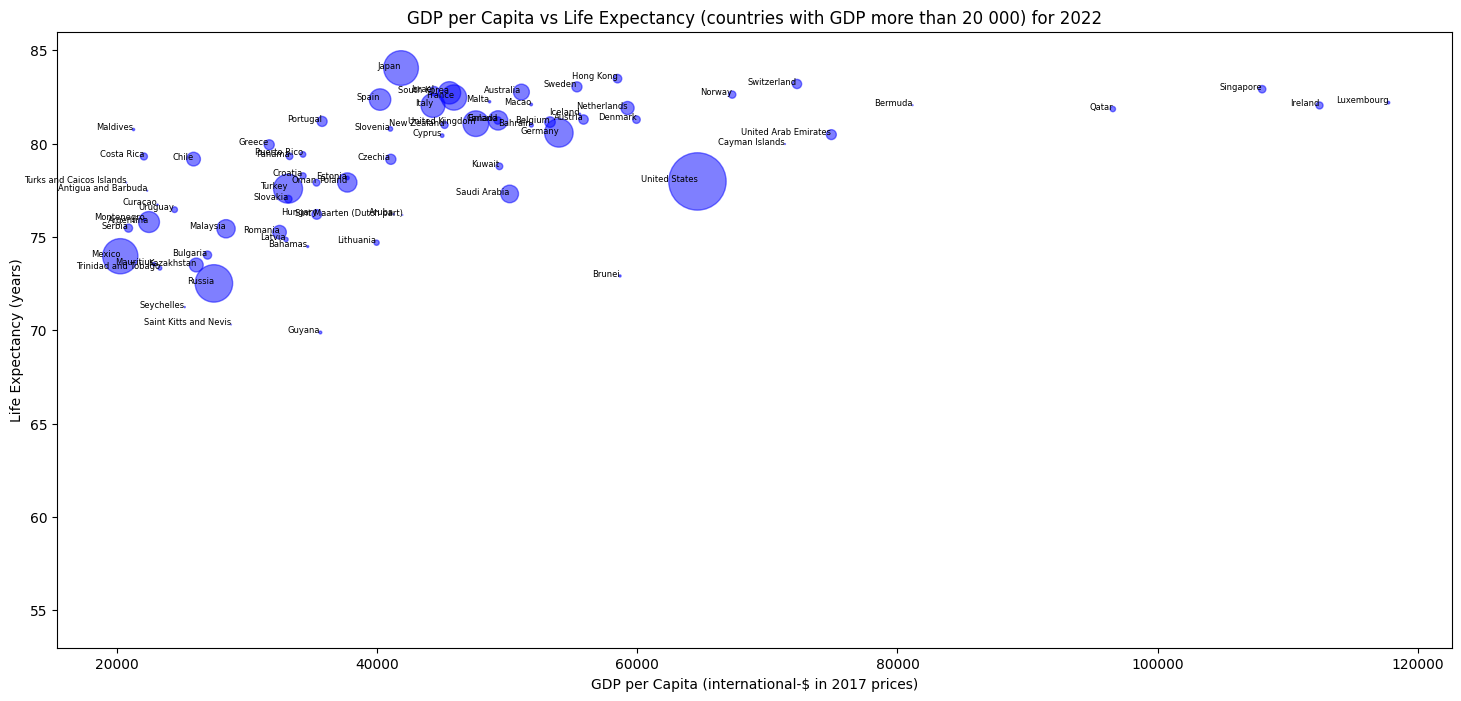 GDP per Capita vs Life Expectancy (countries with GDP more than 20 000) for 2022
85
Japan
Hong Kong
Switzerland
Sweden
Singapore
South Korea
Australia
Norway
France
Spain
Malta
Italy
Macao
Bermuda
Luxembourg
Ireland
Netherlands
Qatar
Iceland
Portugal
United Kingdom
Belgium
Austria
Denmark
New Zealand
Bahrain
Maldives
Slovenia
Germany
United Arab Emirates
Cyprus
80
Greece
Cayman Islands
Costa Rica
Panama
Puerto Rico
Chile
Czechia
Kuwait
Croatia
Estonia
Turks and Caicos Islands
Oman
Poland
United States
Antigua and Barbuda
Turkey
Saudi Arabia
Slovakia
Curacao
Uruguay
Hungary
Sint Maarten (Dutch part)
Aruba
Montenegro
Argentina
Serbia
Malaysia
Romania
75
Latvia
Bahamas
Lithuania
Mexico
Bulgaria
Mauritius
Kazakhstan
Trinidad and Tobago
Russia
Brunei
Seychelles
Saint Kitts and Nevis
Guyana
70
65
60
55
Life Expectancy (years)
20000
40000
60000
80000
100000
120000
GDP per Capita (international-$ in 2017 prices)